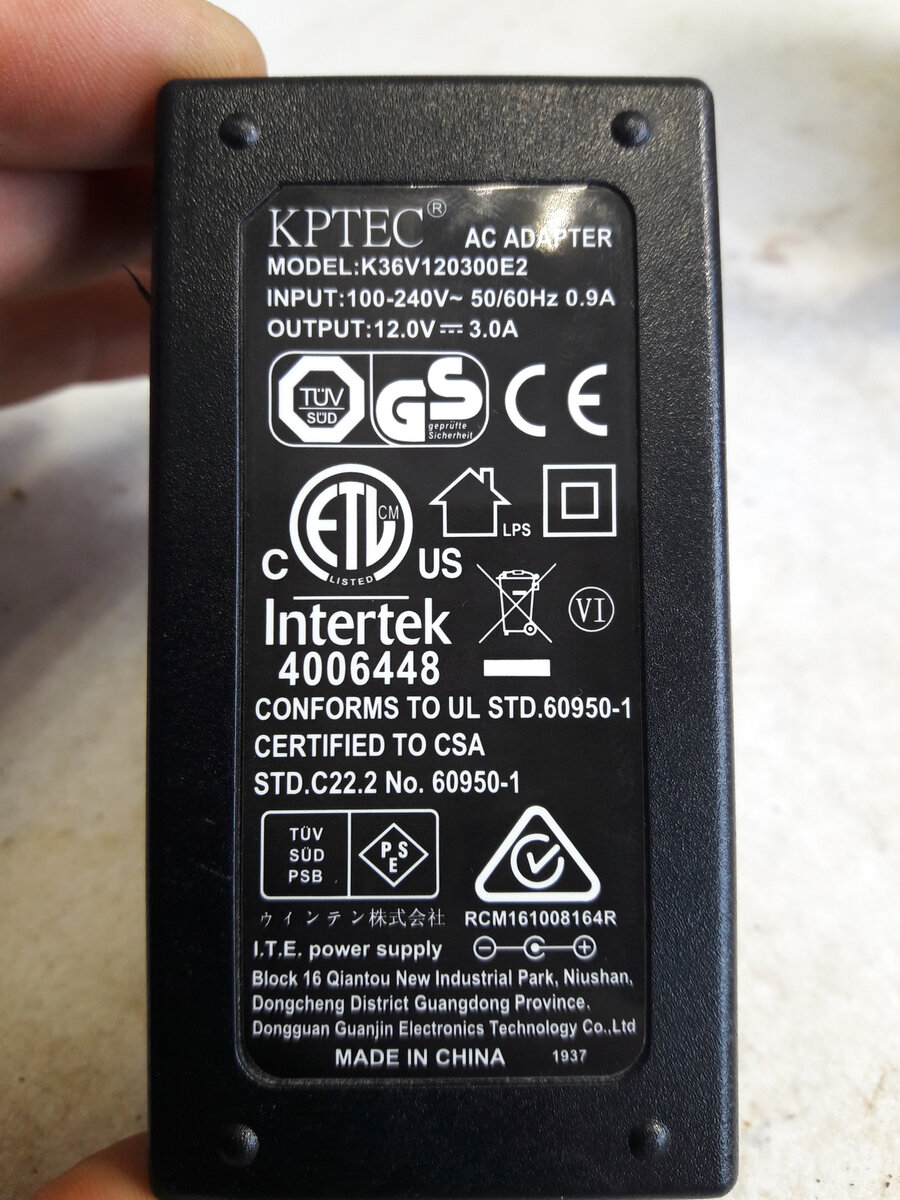 KPTEC® AC ADAPTER
MODEL:K36V120300E2
INPUT:100-240V~ 50/60Hz 0.9A
OUTPUT:12.0V⎓3.0A
TÜV
SÜD
GS
geprüfte
Sicherheit
CE
ETL CM
LISTED
C US
LPS
Intertek
4006448
VI
CONFORMS TO UL STD.60950-1
CERTIFIED TO CSA
STD.C22.2 No. 60950-1
TÜV
SÜD
PSB
PSE
ウインテン株式会社 RCM161008164R
I.T.E. power supply
Block 16 Qiantou New Industrial Park, Niushan,
Dongcheng District Guangdong Province.
Dongguan Guanjin Electronics Technology Co.,Ltd
MADE IN CHINA 1937